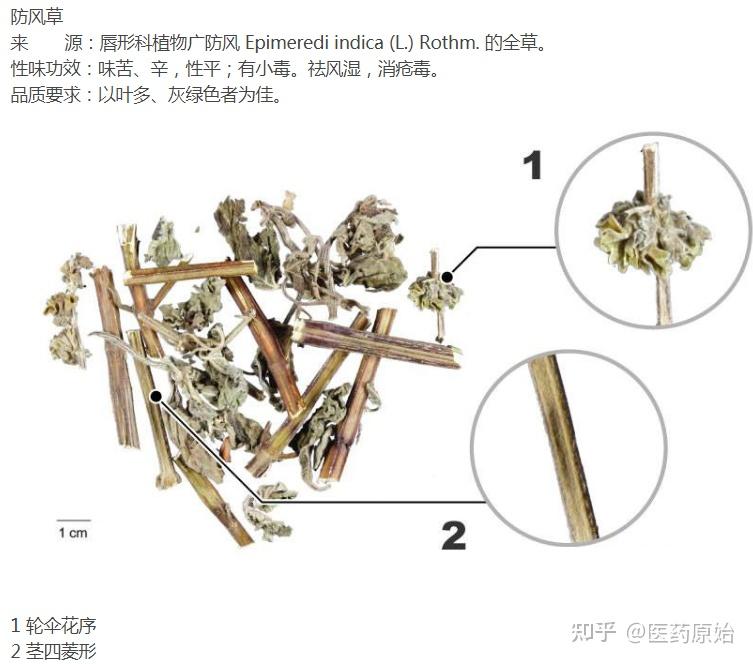 防风草
来　　源：唇形科植物广防风 Epimeredi indica (L.) Rothm. 的全草。
性味功效：味苦、辛，性平；有小毒。祛风湿，消疮毒。
品质要求：以叶多、灰绿色者为佳。
1
2
1 cm
1 轮伞花序
2 茎四菱形
知乎 @医药原始